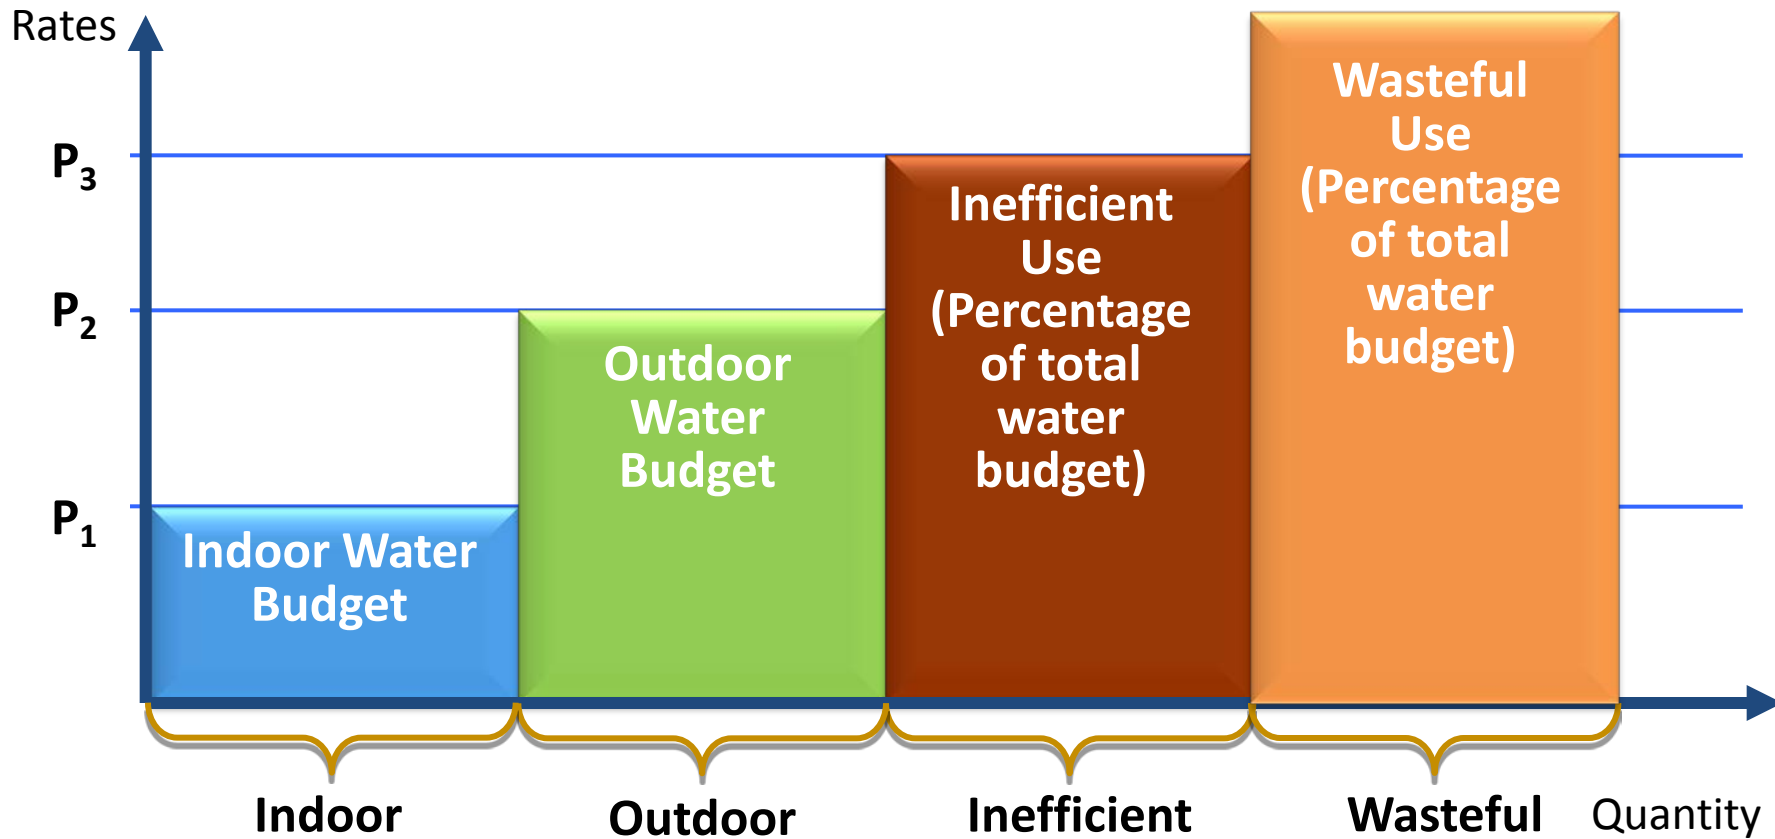 Rates
P3
P2
P1
Indoor Water
Budget
Outdoor
Water
Budget
Inefficient
Use
(Percentage
of total
water
budget)
Wasteful
Use
(Percentage
of total
water
budget)
Indoor
Outdoor
Inefficient
Wasteful
Quantity